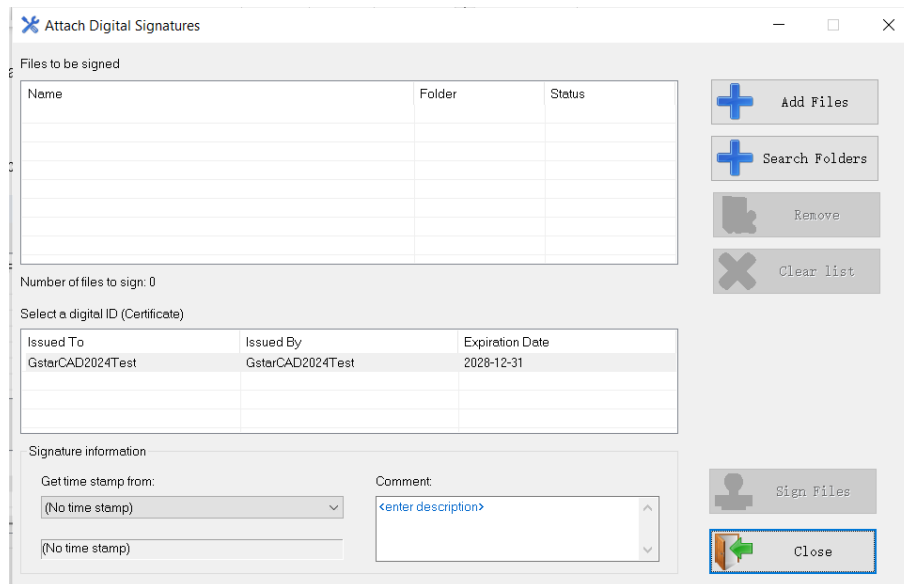 Attach Digital Signatures
Files to be signed
Name Folder Status
Add Files
Search Folders
Remove
Clear list
Number of files to sign: 0
Select a digital ID (Certificate)
Issued To Issued By Expiration Date
GstarCAD2024Test GstarCAD2024Test 2028-12-31
Signature information
Get time stamp from: Comment:
(No time stamp) <enter description>
(No time stamp)
Sign Files
Close